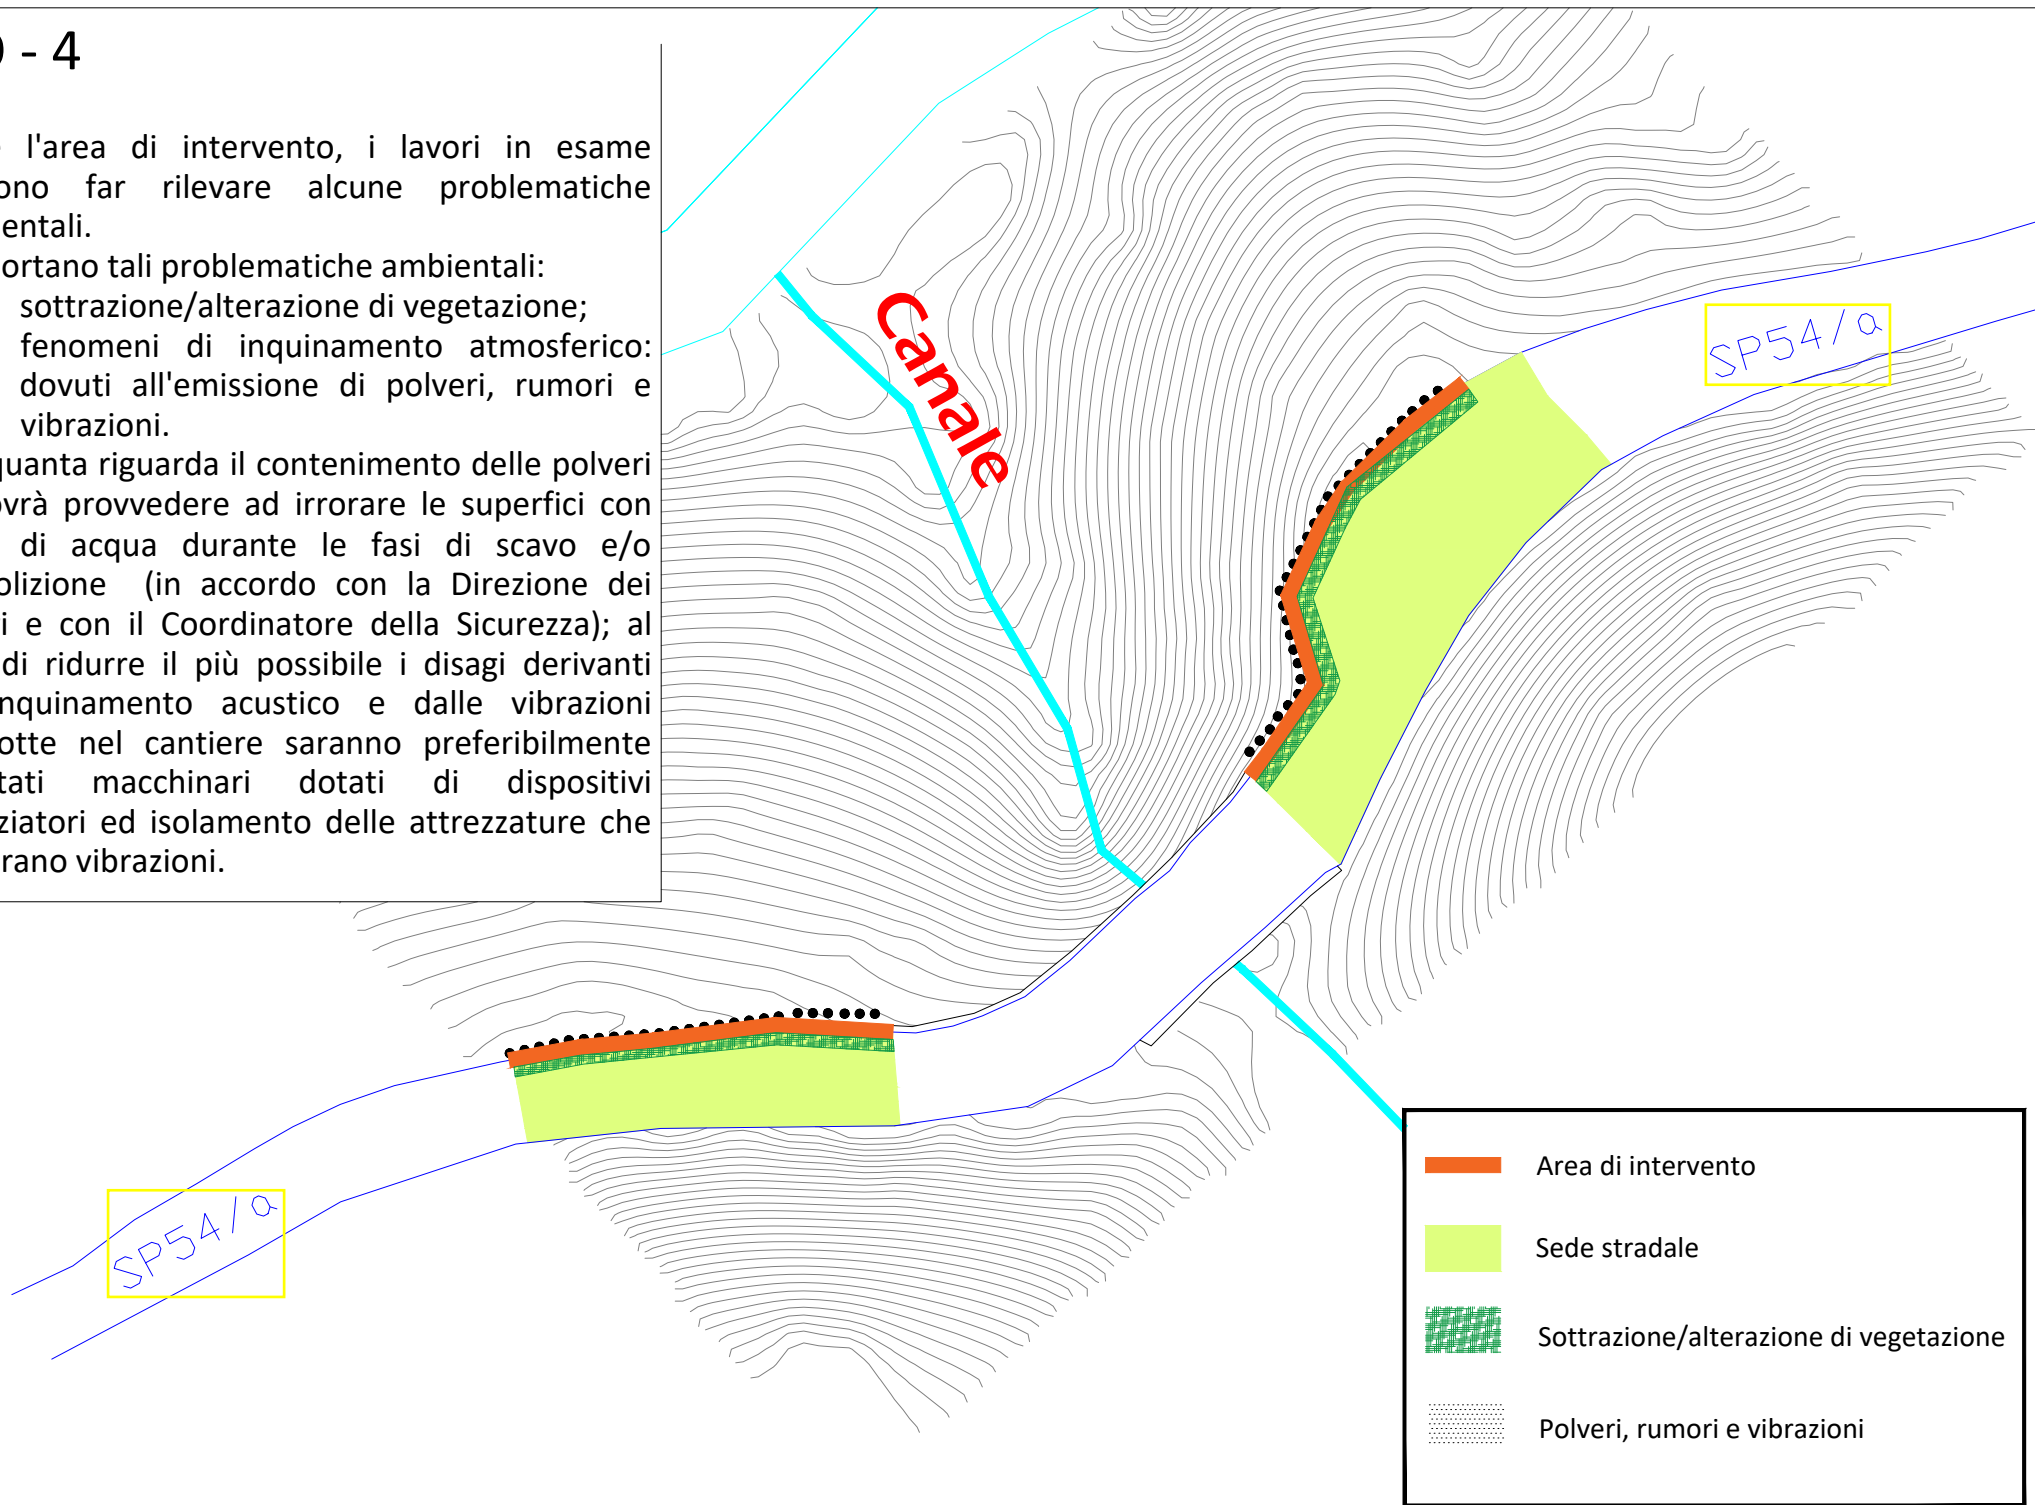 - 4
l'area di intervento, i lavori in esame
far rilevare alcune problematiche
tali problematiche ambientali:
sottrazione/alterazione di vegetazione;
fenomeni di inquinamento atmosferico:
dovuti all'emissione di polveri, rumori e
vibrazioni.
riguarda il contenimento delle polveri
provvedere ad irrorare le superfici con
di acqua durante le fasi di scavo e/o
(in accordo con la Direzione dei
e con il Coordinatore della Sicurezza); al
di ridurre il più possibile i disagi derivanti
acustico e dalle vibrazioni
nel cantiere saranno preferibilmente
macchinari dotati di dispositivi
ed isolamento delle attrezzature che
vibrazioni.
Canale
SP54/a
SP54/a
Area di intervento
Sede stradale
Sottrazione/alterazione di vegetazione
Polveri, rumori e vibrazioni